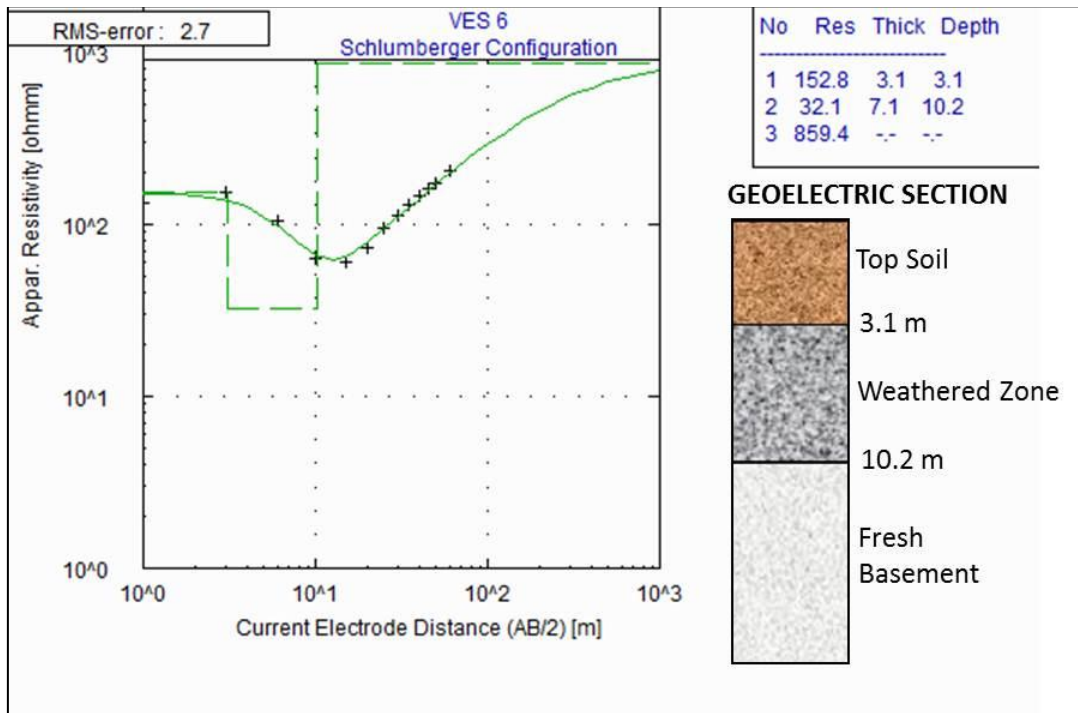 RMS-error : 2.7
VES 6
Schlumberger Configuration
10^3
10^2
10^1
10^0
Appar. Resistivity [ohmm]
10^0 10^1 10^2 10^3
Current Electrode Distance (AB/2) [m]
No Res Thick Depth
-------------------------
1 152.8 3.1 3.1
2 32.1 7.1 10.2
3 859.4 -.- -.-
GEOELECTRIC SECTION
Top Soil
3.1 m
Weathered Zone
10.2 m
Fresh
Basement